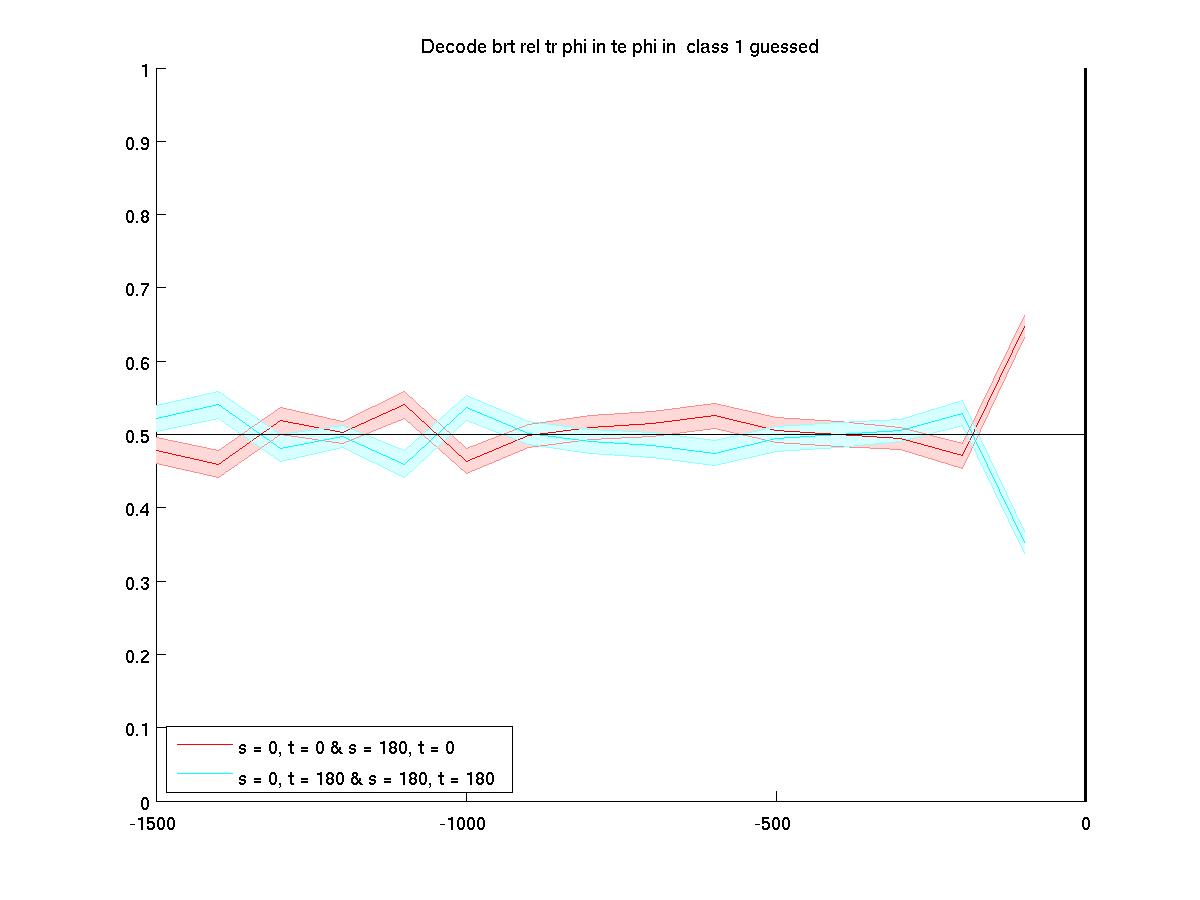 Decode brt rel tr phi in te phi in  class 1 guessed
1
0.9
0.8
0.7
0.6
0.5
0.4
0.3
0.2
0.1
0
s = 0, t = 0 & s = 180, t = 0
s = 0, t = 180 & s = 180, t = 180
-1500 -1000 -500 0